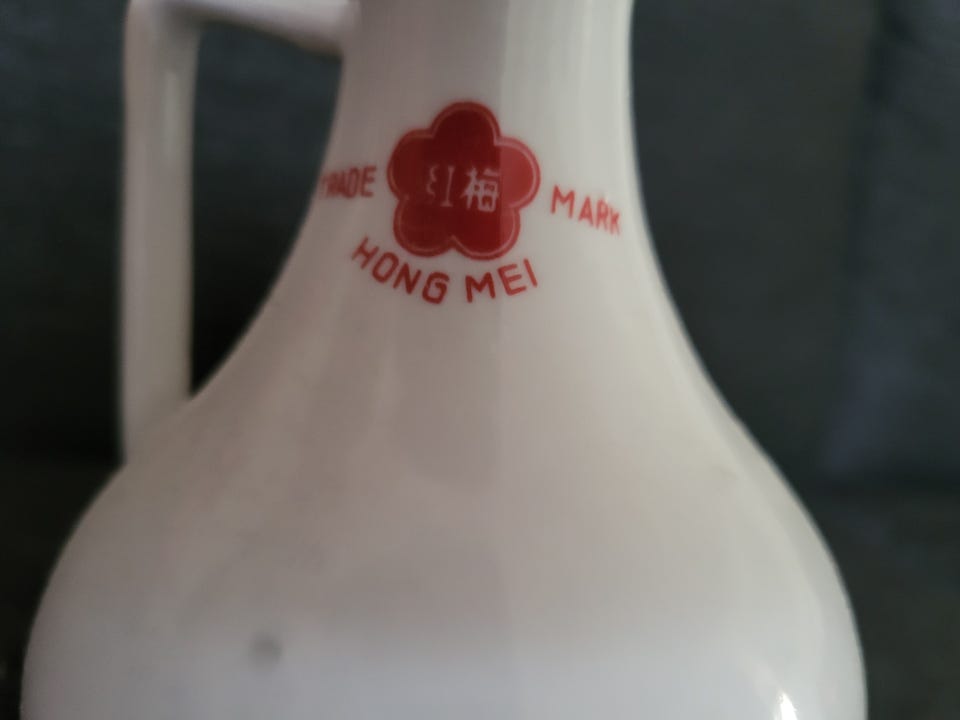 TRADE 红梅 MARK
HONG MEI